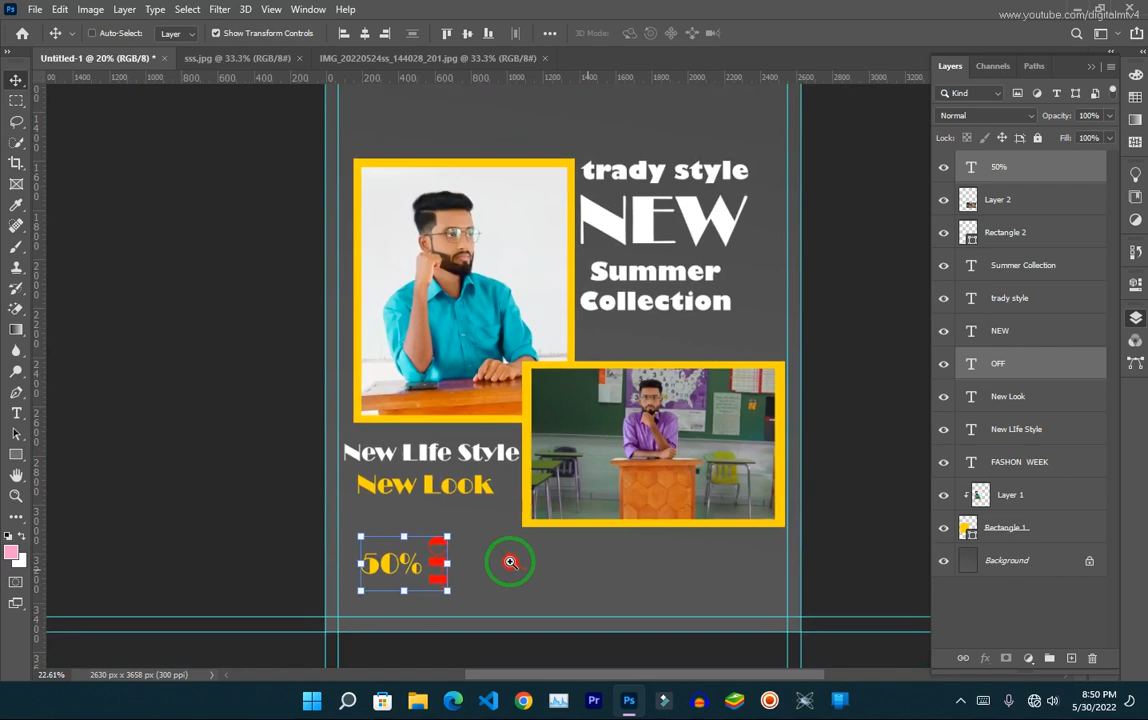 Ps File Edit Image Layer Type Select Filter 3D View Window Help
www.youtube.com/digitalmtv4
Auto-Select: Layer Show Transform Controls 3D Mode:
Untitled-1 @ 20% (RGB/8) * ss.jpg @ 33.3% (RGB/8#) IMG_20220524ss_144028_201.jpg @ 33.3% (RGB/8#)
Layers Channels Paths
Kind
Normal Opacity: 100%
Lock: Fill: 100%
50%
Layer 2
Rectangle 2
Summer Collection
trady style
NEW
OFF
New Look
New LIfe Style
FASHON WEEK
Layer 1
Rectangle 1
Background
trady style
NEW
Summer
Collection
New LIfe Style
New Look
50%
22.61% 2630 px x 3658 px (300 ppi)
8:50 PM
5/30/2022